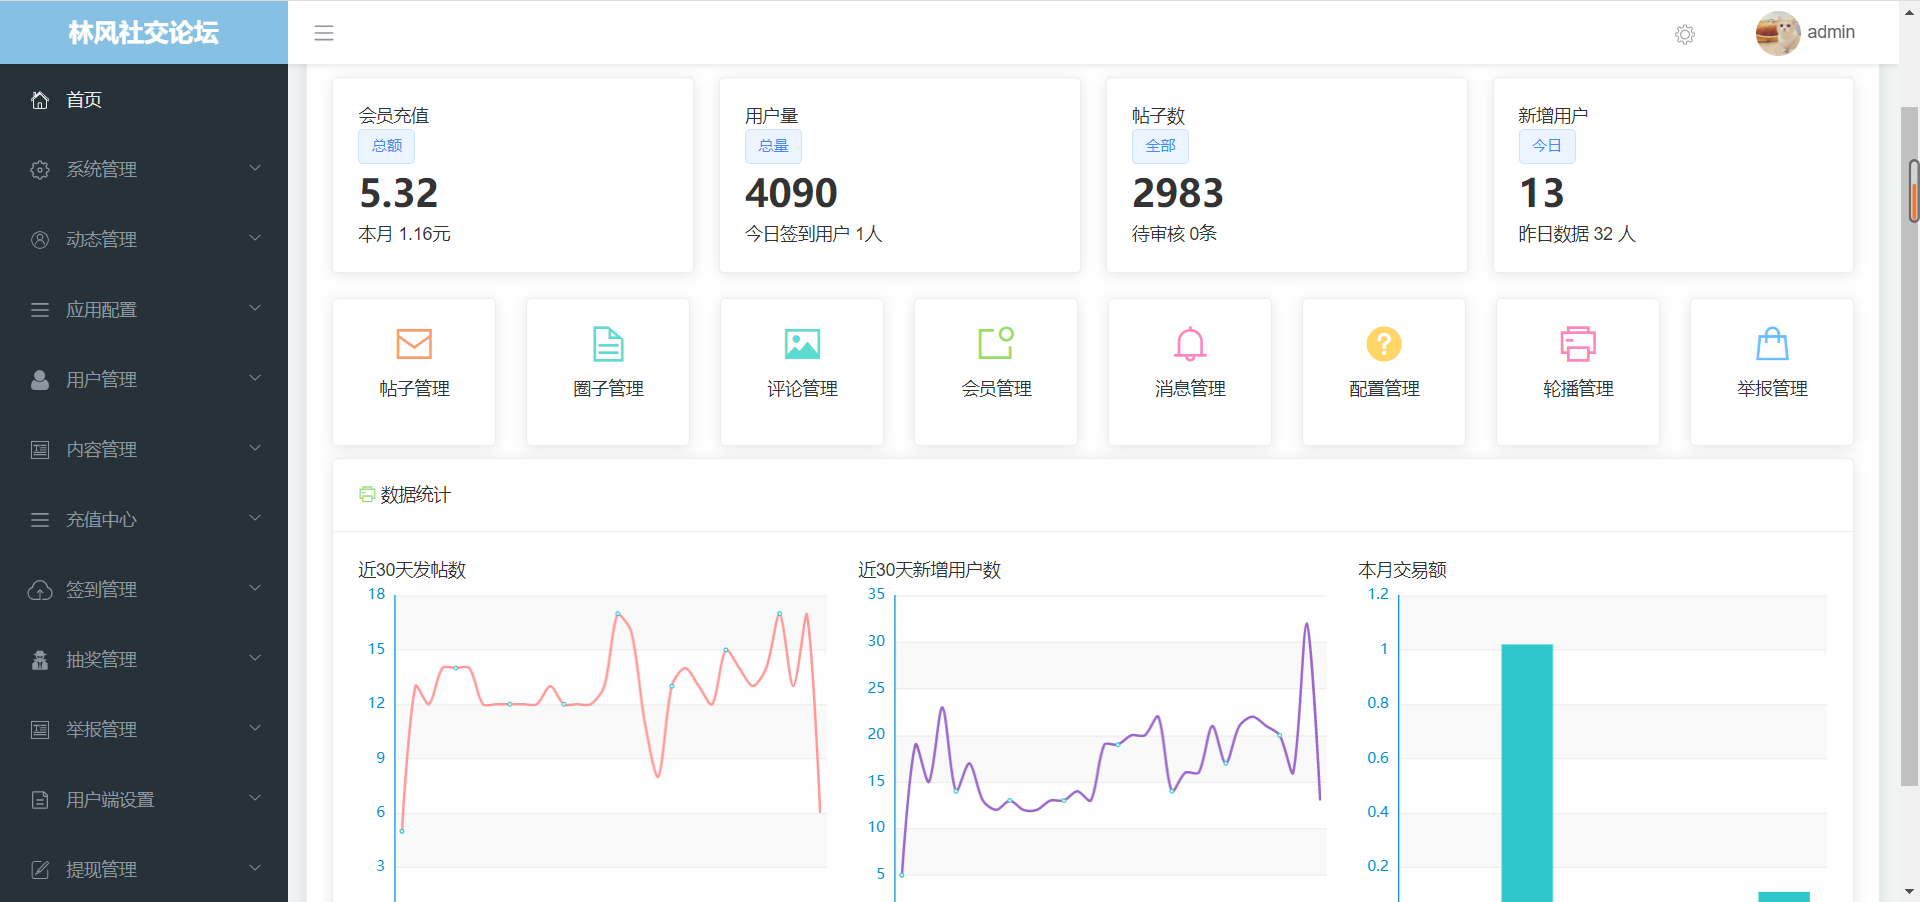 林风社交论坛
admin
首页
系统管理
动态管理
应用配置
用户管理
内容管理
充值中心
签到管理
抽奖管理
举报管理
用户端设置
提现管理
会员充值
总额
5.32
本月 1.16元
用户量
总量
4090
今日签到用户 1人
帖子数
全部
2983
待审核 0条
新增用户
今日
13
昨日数据 32 人
帖子管理
圈子管理
评论管理
会员管理
消息管理
配置管理
轮播管理
举报管理
数据统计
近30天发帖数
18
15
12
9
6
3
近30天新增用户数
35
30
25
20
15
10
5
本月交易额
1.2
1
0.8
0.6
0.4
0.2